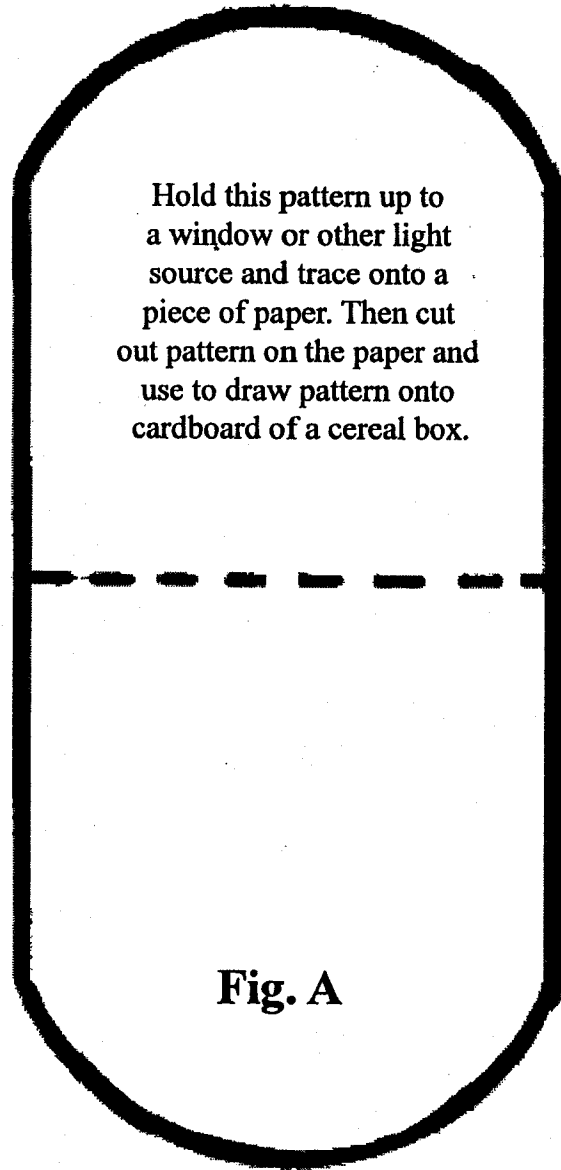 Hold this pattern up to
a window or other light
source and trace onto a
piece of paper. Then cut
out pattern on the paper and
use to draw pattern onto
cardboard of a cereal box.
Fig. A